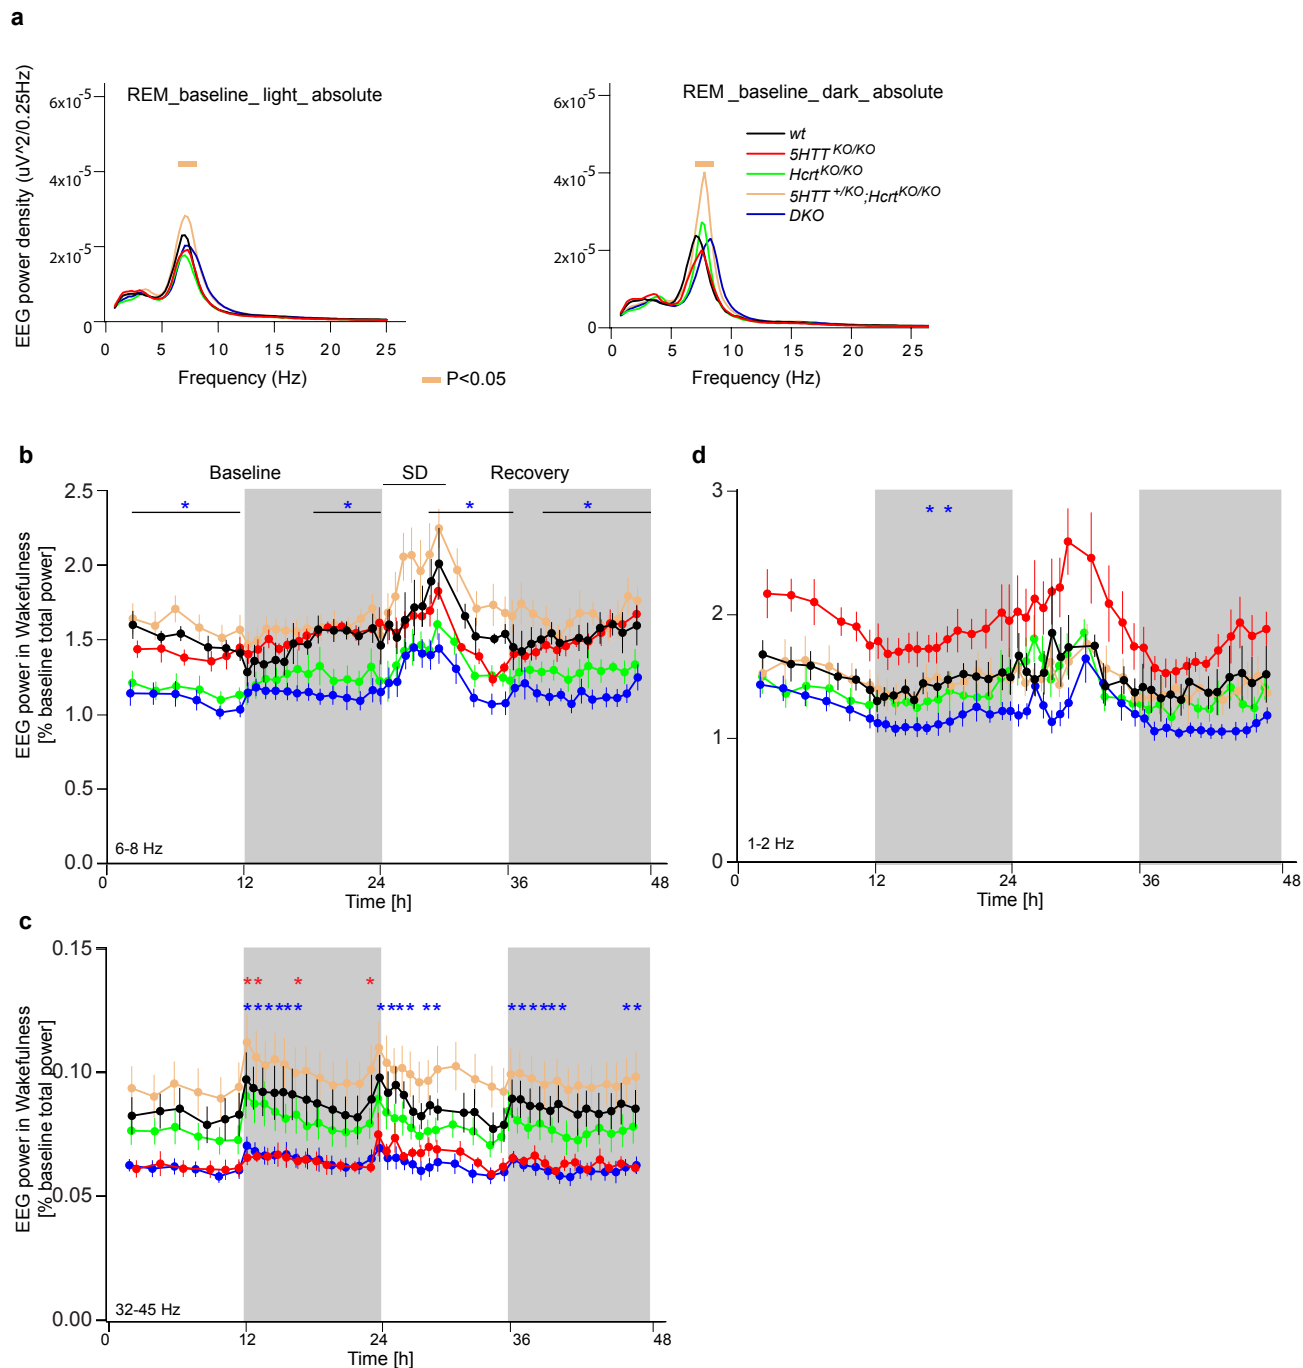 a
EEG power density (uV^2/0.25Hz)
REM_baseline_ light_ absolute
6x10-5
4x10-5
2x10-5
0
0 5 10 15 20 25
Frequency (Hz)
P<0.05
REM _baseline_ dark_ absolute
6x10-5
4x10-5
2x10-5
0
0 5 10 15 20 25
Frequency (Hz)
wt
5HTT KO/KO
Hcrt KO/KO
5HTT +/KO;Hcrt KO/KO
DKO
b
Baseline SD Recovery
EEG power in Wakefulness
[% baseline total power]
2.5
2.0
1.5
1.0
0.5
0.0
* * * *
6-8 Hz
0 12 24 36 48
Time [h]
d
3
2
1
0
* *
1-2 Hz
0 12 24 36 48
Time [h]
c
EEG power in Wakefulness
[% baseline total power]
0.15
0.10
0.05
0.00
** * *
****** **** ** ****** **
32-45 Hz
0 12 24 36 48
Time [h]